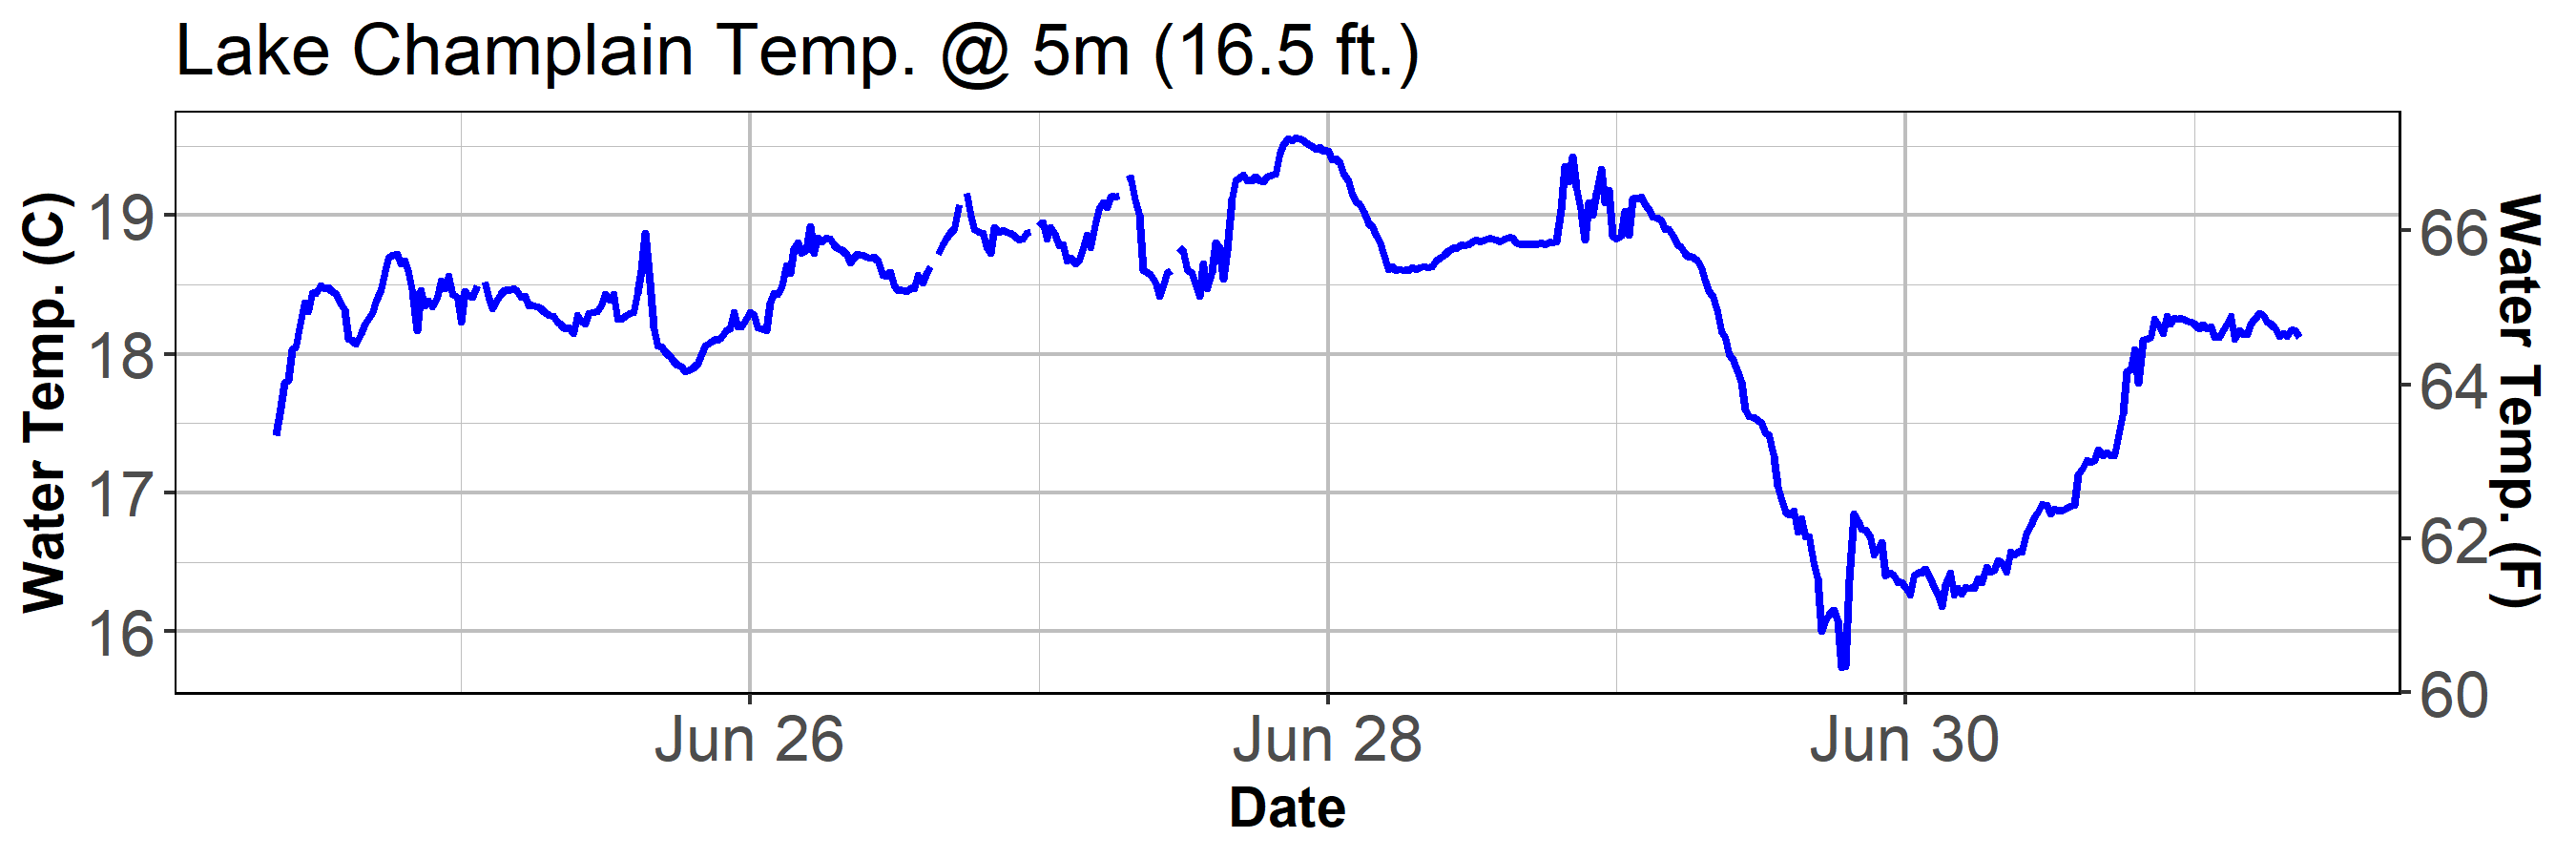 Lake Champlain Temp. @ 5m (16.5 ft.)
Water Temp. (C)
19
18
17
16
66
64
62
60
Water Temp. (F)
Jun 26
Jun 28
Jun 30
Date